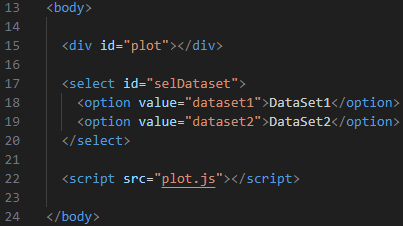 13 <body>
14
15 <div id="plot"></div>
16
17 <select id="selDataset">
18 <option value="dataset1">DataSet1</option>
19 <option value="dataset2">DataSet2</option>
20 </select>
21
22 <script src="plot.js"></script>
23
24 </body>